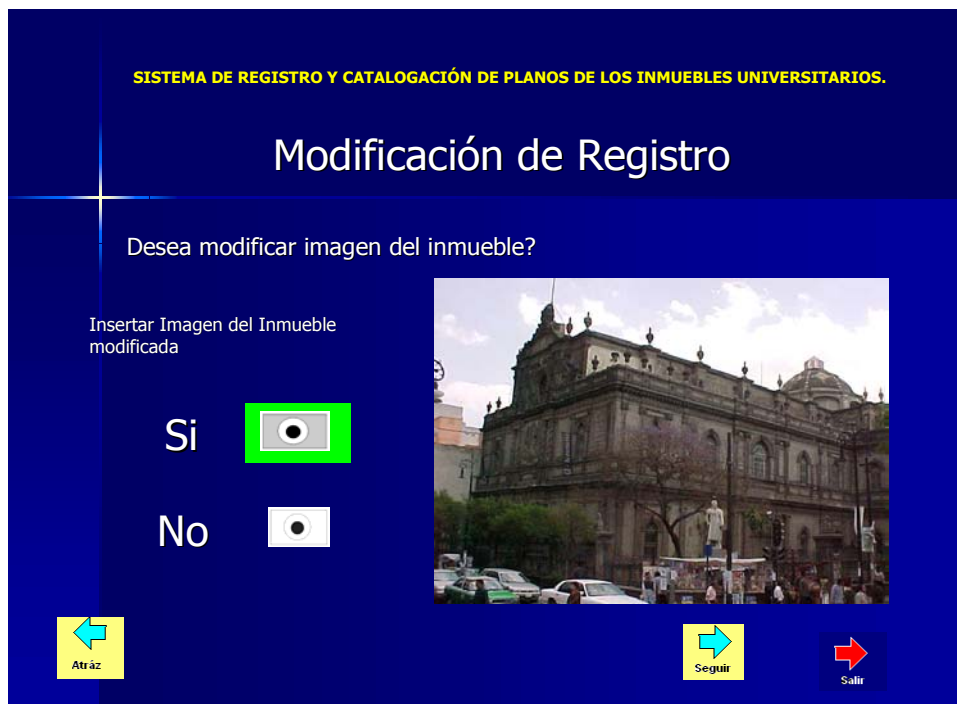 SISTEMA DE REGISTRO Y CATALOGACIÓN DE PLANOS DE LOS INMUEBLES UNIVERSITARIOS.
Modificación de Registro
Desea modificar imagen del inmueble?
Insertar Imagen del Inmueble
modificada
Si
No
Atráz
Seguir
Salir